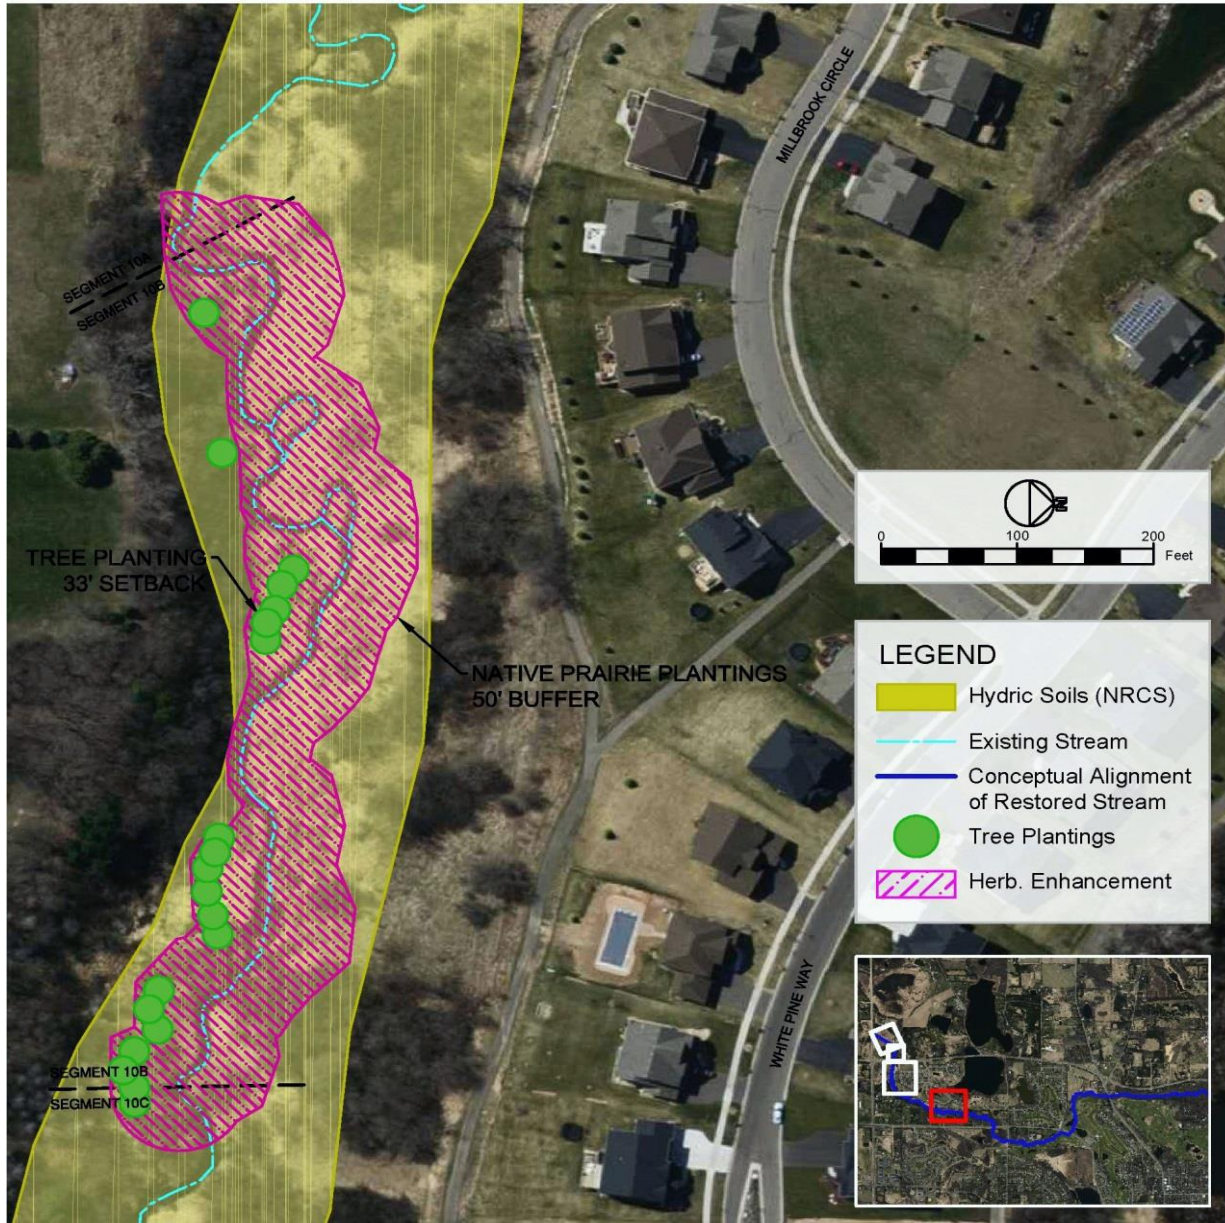 MILLBROOK CIRCLE
SEGMENT 10A
SEGMENT 10B
TREE PLANTING
33' SETBACK
NATIVE PRAIRIE PLANTINGS
50' BUFFER
N
0 100 200
Feet
LEGEND
Hydric Soils (NRCS)
Existing Stream
Conceptual Alignment
of Restored Stream
Tree Plantings
Herb. Enhancement
WHITE PINE WAY
SEGMENT 10B
SEGMENT 10C